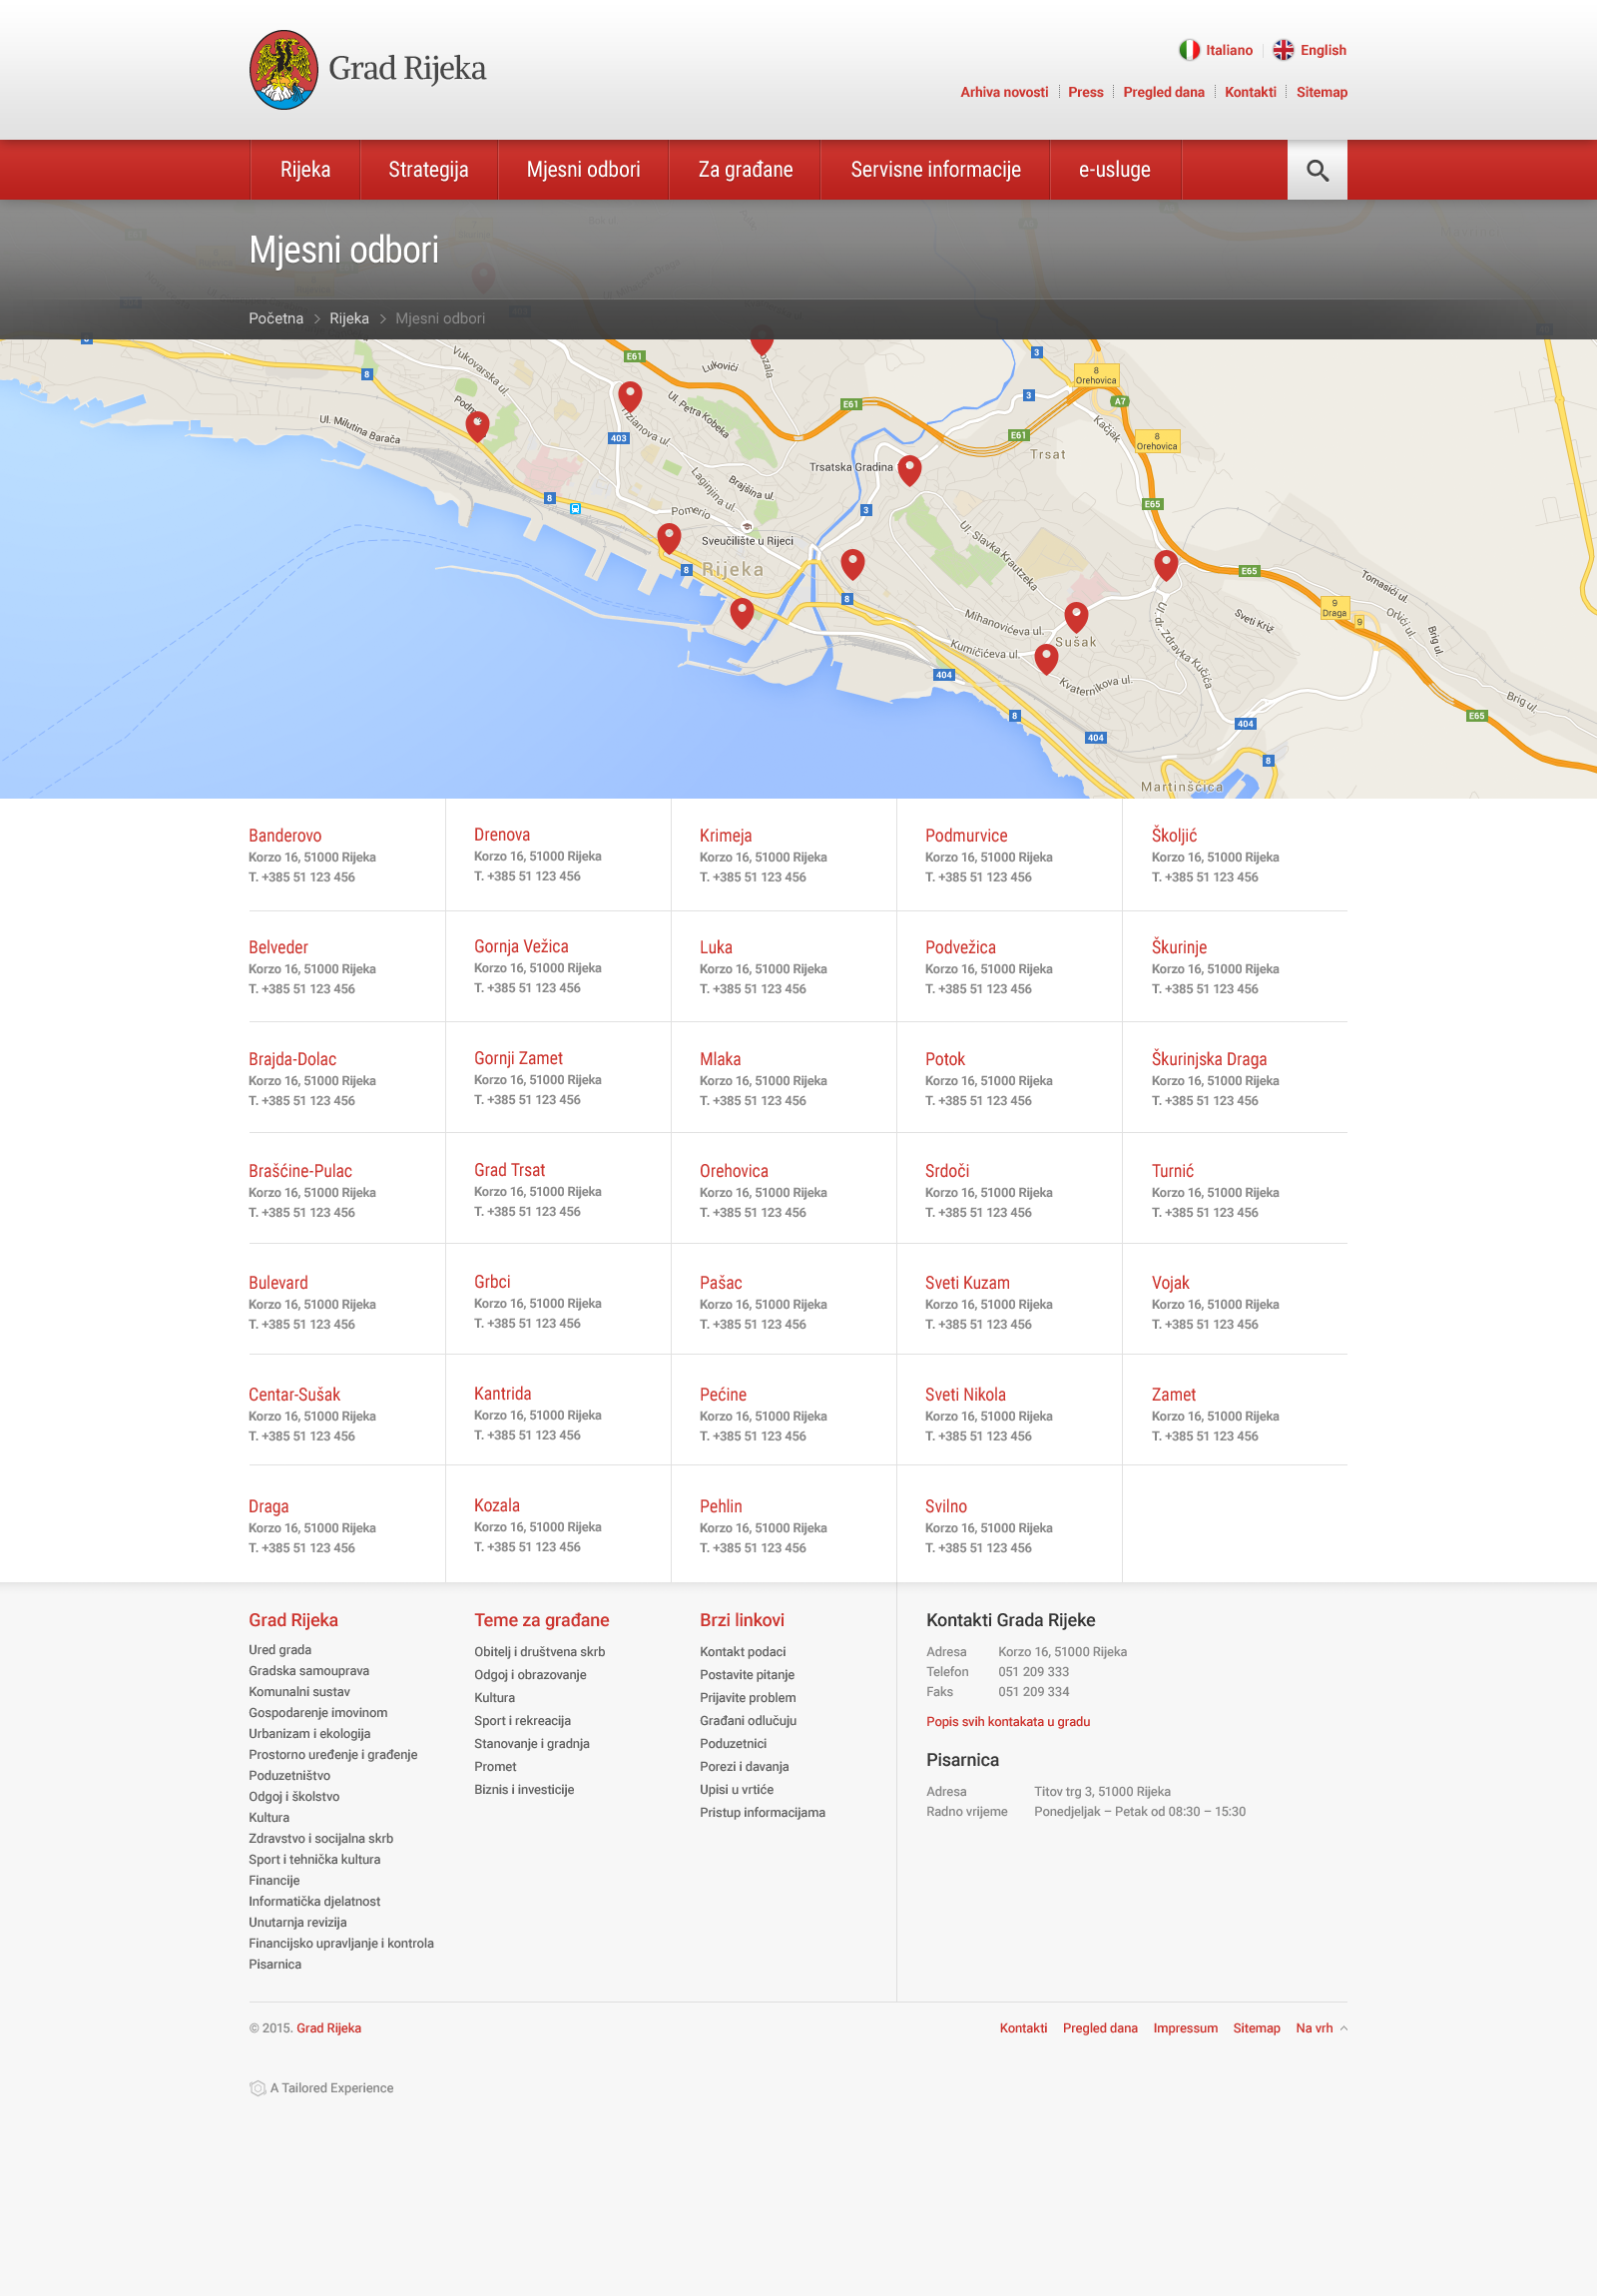 Grad Rijeka
Italiano
English
Arhiva novosti
Press
Pregled dana
Kontakti
Sitemap
Rijeka
Strategija
Mjesni odbori
Za građane
Servisne informacije
e-usluge
Mjesni odbori
Početna
Rijeka
Mjesni odbori
8
E61
3
8
Orehovica
8
Vukovarska ul.
Lukovići
3
A7
E61
Ul. Petra Kobeka
Ul. Milutina Barača
403
E61
Kačjak
8
Orehovica
Trsat
Trsatska Gradina
Laginjina ul.
Brajšina ul
8
Pomerio
3
E65
Sveučilište u Rijeci
Ul. Slavka Krautzeka
8
Rijeka
E65
Tomasići ul.
8
9
Draga
9
Orlići ul.
Mihanovićeva ul.
Sveti Križ
Brig ul.
Sušak
Kumičićeva ul.
Ul. dr. Zdravka Kučića
404
Kvaternikova ul.
Brig ul.
8
404
E65
404
8
Martinšćica
Banderovo
Korzo 16, 51000 Rijeka
T. +385 51 123 456
Drenova
Korzo 16, 51000 Rijeka
T. +385 51 123 456
Krimeja
Korzo 16, 51000 Rijeka
T. +385 51 123 456
Podmurvice
Korzo 16, 51000 Rijeka
T. +385 51 123 456
Školjić
Korzo 16, 51000 Rijeka
T. +385 51 123 456
Belveder
Korzo 16, 51000 Rijeka
T. +385 51 123 456
Gornja Vežica
Korzo 16, 51000 Rijeka
T. +385 51 123 456
Luka
Korzo 16, 51000 Rijeka
T. +385 51 123 456
Podvežica
Korzo 16, 51000 Rijeka
T. +385 51 123 456
Škurinje
Korzo 16, 51000 Rijeka
T. +385 51 123 456
Brajda-Dolac
Korzo 16, 51000 Rijeka
T. +385 51 123 456
Gornji Zamet
Korzo 16, 51000 Rijeka
T. +385 51 123 456
Mlaka
Korzo 16, 51000 Rijeka
T. +385 51 123 456
Potok
Korzo 16, 51000 Rijeka
T. +385 51 123 456
Škurinjska Draga
Korzo 16, 51000 Rijeka
T. +385 51 123 456
Brašćine-Pulac
Korzo 16, 51000 Rijeka
T. +385 51 123 456
Grad Trsat
Korzo 16, 51000 Rijeka
T. +385 51 123 456
Orehovica
Korzo 16, 51000 Rijeka
T. +385 51 123 456
Srdoči
Korzo 16, 51000 Rijeka
T. +385 51 123 456
Turnić
Korzo 16, 51000 Rijeka
T. +385 51 123 456
Bulevard
Korzo 16, 51000 Rijeka
T. +385 51 123 456
Grbci
Korzo 16, 51000 Rijeka
T. +385 51 123 456
Pašac
Korzo 16, 51000 Rijeka
T. +385 51 123 456
Sveti Kuzam
Korzo 16, 51000 Rijeka
T. +385 51 123 456
Vojak
Korzo 16, 51000 Rijeka
T. +385 51 123 456
Centar-Sušak
Korzo 16, 51000 Rijeka
T. +385 51 123 456
Kantrida
Korzo 16, 51000 Rijeka
T. +385 51 123 456
Pećine
Korzo 16, 51000 Rijeka
T. +385 51 123 456
Sveti Nikola
Korzo 16, 51000 Rijeka
T. +385 51 123 456
Zamet
Korzo 16, 51000 Rijeka
T. +385 51 123 456
Draga
Korzo 16, 51000 Rijeka
T. +385 51 123 456
Kozala
Korzo 16, 51000 Rijeka
T. +385 51 123 456
Pehlin
Korzo 16, 51000 Rijeka
T. +385 51 123 456
Svilno
Korzo 16, 51000 Rijeka
T. +385 51 123 456
Grad Rijeka
Ured grada
Gradska samouprava
Komunalni sustav
Gospodarenje imovinom
Urbanizam i ekologija
Prostorno uređenje i građenje
Poduzetništvo
Odgoj i školstvo
Kultura
Zdravstvo i socijalna skrb
Sport i tehnička kultura
Financije
Informatička djelatnost
Unutarnja revizija
Financijsko upravljanje i kontrola
Pisarnica
Teme za građane
Obitelj i društvena skrb
Odgoj i obrazovanje
Kultura
Sport i rekreacija
Stanovanje i gradnja
Promet
Biznis i investicije
Brzi linkovi
Kontakt podaci
Postavite pitanje
Prijavite problem
Građani odlučuju
Poduzetnici
Porezi i davanja
Upisi u vrtiće
Pristup informacijama
Kontakti Grada Rijeke
Adresa Korzo 16, 51000 Rijeka
Telefon 051 209 333
Faks 051 209 334
Popis svih kontakata u gradu
Pisarnica
Adresa Titov trg 3, 51000 Rijeka
Radno vrijeme Ponedjeljak – Petak od 08:30 – 15:30
© 2015. Grad Rijeka
Kontakti
Pregled dana
Impressum
Sitemap
Na vrh
A Tailored Experience